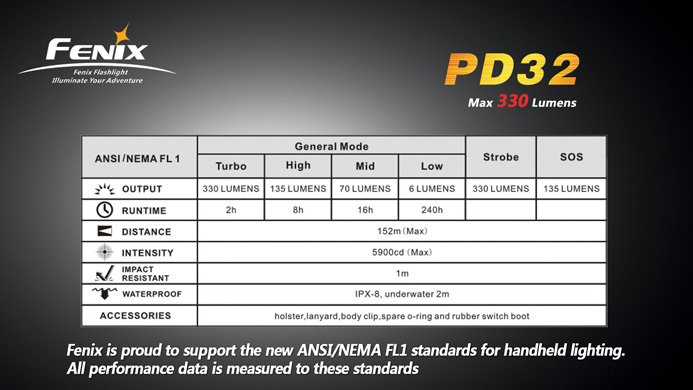 FENIX
Fenix Flashlight
Illuminate Your Adventure
PD32
Max 330 Lumens
ANSI/NEMA FL1 General Mode Strobe SOS
Turbo High Mid Low
OUTPUT 330 LUMENS 135 LUMENS 70 LUMENS 6 LUMENS 330 LUMENS 135 LUMENS
RUNTIME 2h 8h 16h 240h
DISTANCE 152m(Max)
INTENSITY 5900cd (Max)
IMPACT RESISTANT 1m
WATERPROOF IPX-8, underwater 2m
ACCESSORIES holster,lanyard,body clip,spare o-ring and rubber switch boot
Fenix is proud to support the new ANSI/NEMA FL1 standards for handheld lighting.
All performance data is measured to these standards